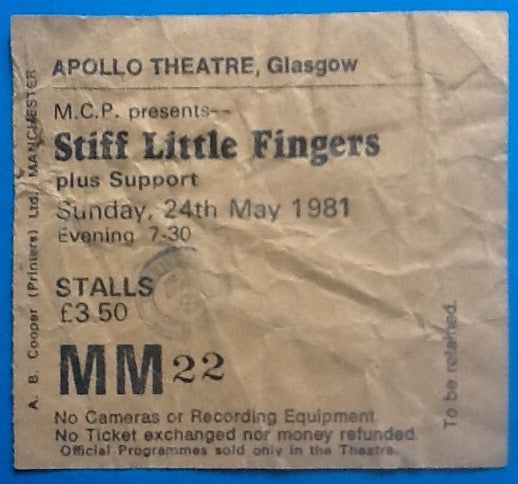 APOLLO THEATRE, Glasgow
M.C.P. presents--
Stiff Little Fingers
plus Support
Sunday, 24th May 1981
Evening 7-30
STALLS
£3 50
MM 22
No Cameras or Recording Equipment.
No Ticket exchanged nor money refunded.
Official Programmes sold only in the Theatre.
A. B. Cooper (Printers) Ltd. MANCHESTER
To be retained.